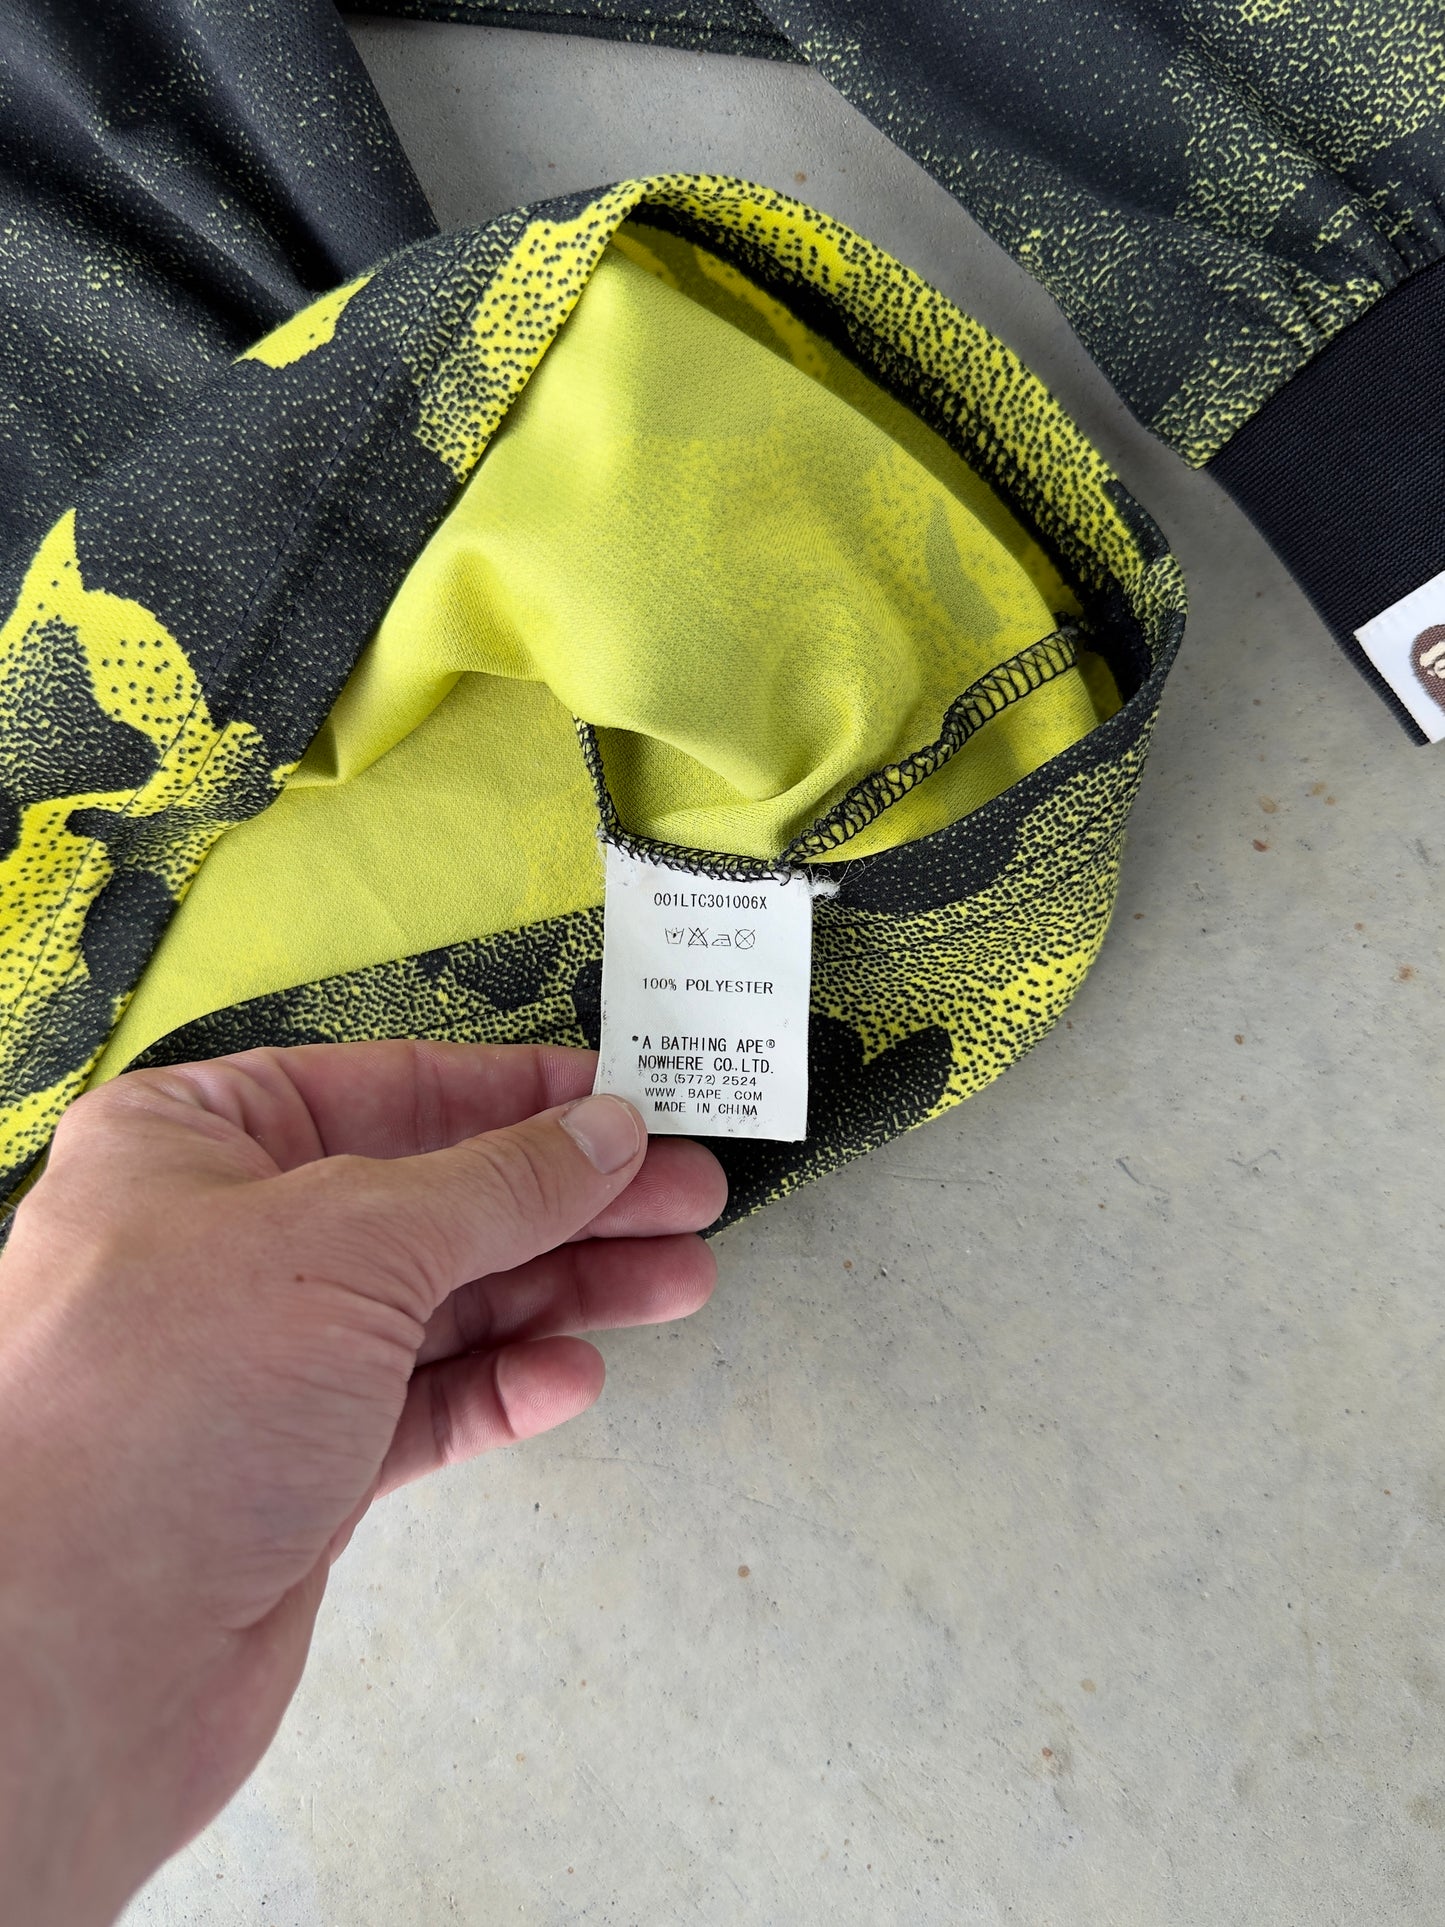 001LTC301006X
100% POLYESTER
*A BATHING APE®
NOWHERE CO.,LTD.
03 (5772) 2524
WWW.BAPE.COM
MADE IN CHINA